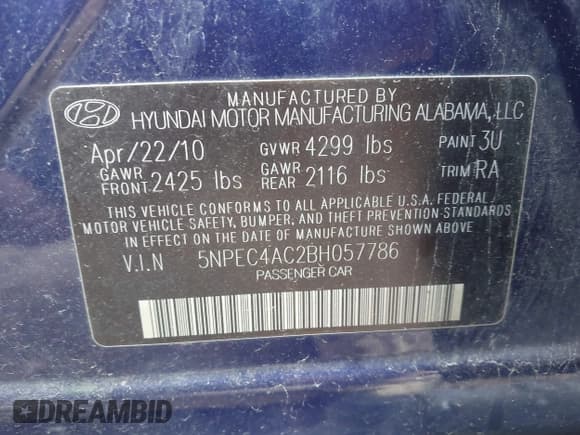 MANUFACTURED BY
HYUNDAI MOTOR MANUFACTURING ALABAMA, LLC
Apr/22/10 GVWR 4299 lbs PAINT 3U
GAWR FRONT 2425 lbs GAWR REAR 2116 lbs TRIM RA
THIS VEHICLE CONFORMS TO ALL APPLICABLE U.S.A. FEDERAL
MOTOR VEHICLE SAFETY, BUMPER, AND THEFT PREVENTION STANDARDS
IN EFFECT ON THE DATE OF MANUFACTURE SHOWN ABOVE.
V.I.N 5NPEC4AC2BH057786
PASSENGER CAR
DREAMBID